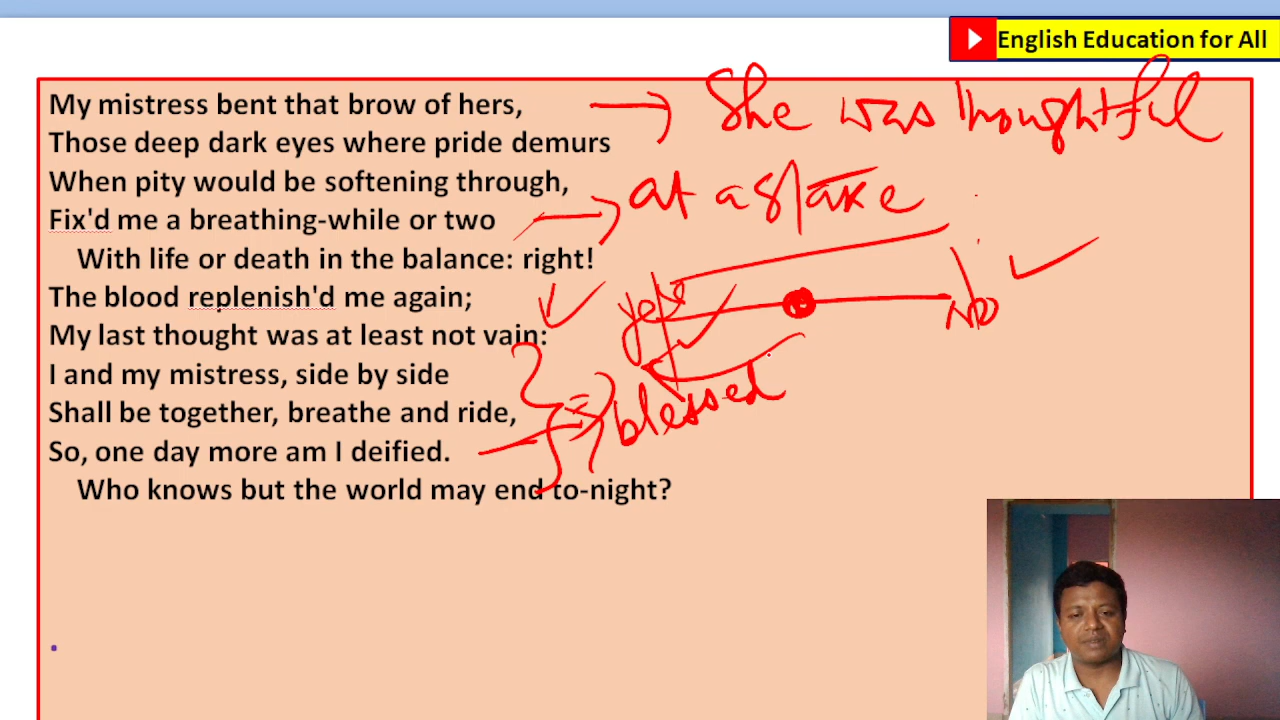 English Education for All
My mistress bent that brow of hers,
She was thoughtful
Those deep dark eyes where pride demurs
When pity would be softening through,
at a stake
Fix'd me a breathing-while or two
With life or death in the balance: right!
The blood replenish'd me again;
yes
No
My last thought was at least not vain:
I and my mistress, side by side
Shall be together, breathe and ride,
blessed
So, one day more am I deified.
Who knows but the world may end to-night?